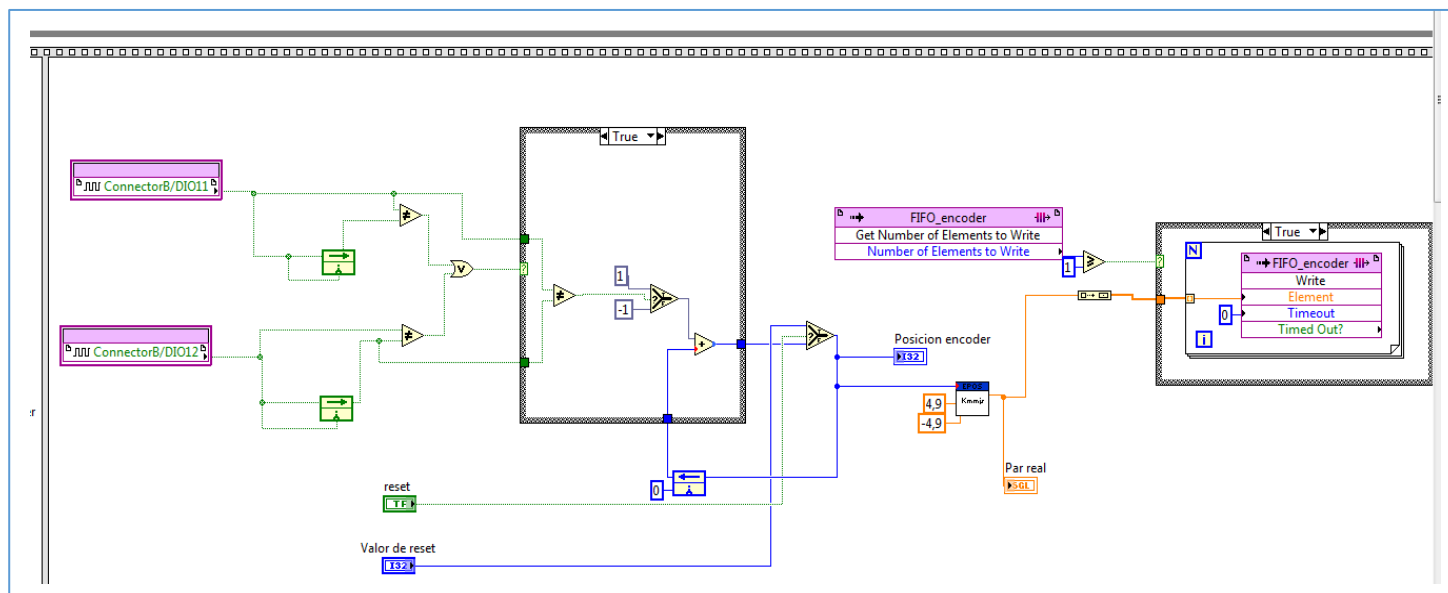 True
ConnectorB/DIO11
ConnectorB/DIO12
1
-1
?
reset
TF
Valor de reset
I32
0
FIFO_encoder
Get Number of Elements to Write
Number of Elements to Write
1
?
Posicion encoder
I32
EPOS
4,9
-4,9
Par real
SGL
True
N
FIFO_encoder
Write
Element
Timeout
Timed Out?
0
i